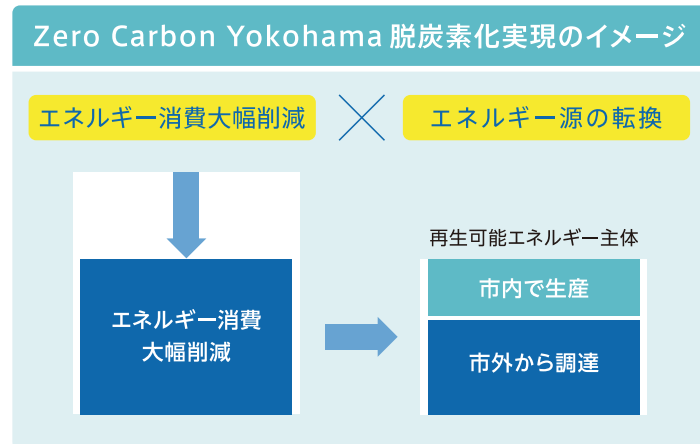 Zero Carbon Yokohama 脱炭素化実現のイメージ
エネルギー消費大幅削減 × エネルギー源の転換
再生可能エネルギー主体
エネルギー消費
大幅削減
市内で生産
市外から調達